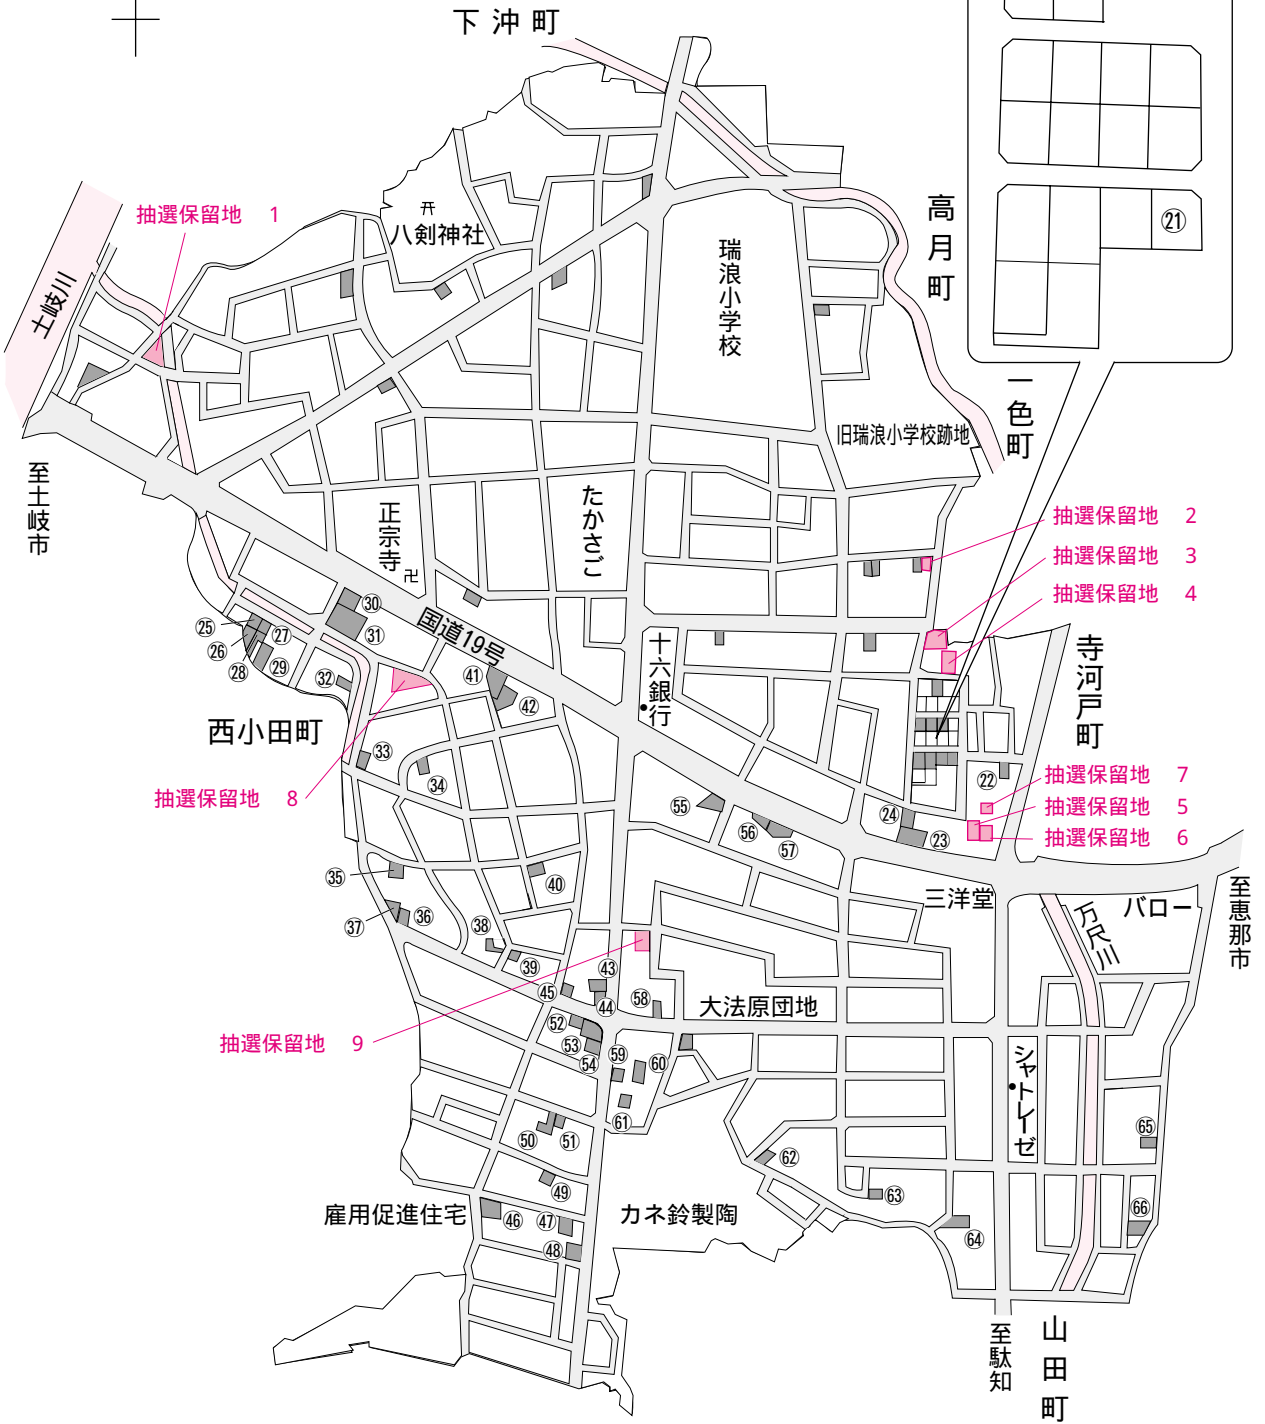 下沖町
高月町
㉑
抽選保留地 1
八剣神社
瑞浪小学校
土岐川
一色町
旧瑞浪小学校跡地
至土岐市
正宗寺
たかさご
抽選保留地 2
抽選保留地 3
抽選保留地 4
㉚
㉛
国道19号
㉕
㉖
㉗
㉘
㉙
㉜
十六銀行
寺河戸町
㊶
㊷
西小田町
㉝
㉞
抽選保留地 8
㉒
抽選保留地 7
抽選保留地 5
抽選保留地 6
㊺
㊻
㊼
㉔
㉓
㉟
㊵
三洋堂
バロー
至恵那市
万尺川
㊲
㊱
㊳
㊴
㊸
㊺
㊹
58
大法原団地
抽選保留地 9
52
53
54
59
60
シャトレーゼ
61
㊿
51
65
62
㊾
63
雇用促進住宅
㊻
㊼
カネ鈴製陶
66
㊽
64
至駄知
山田町